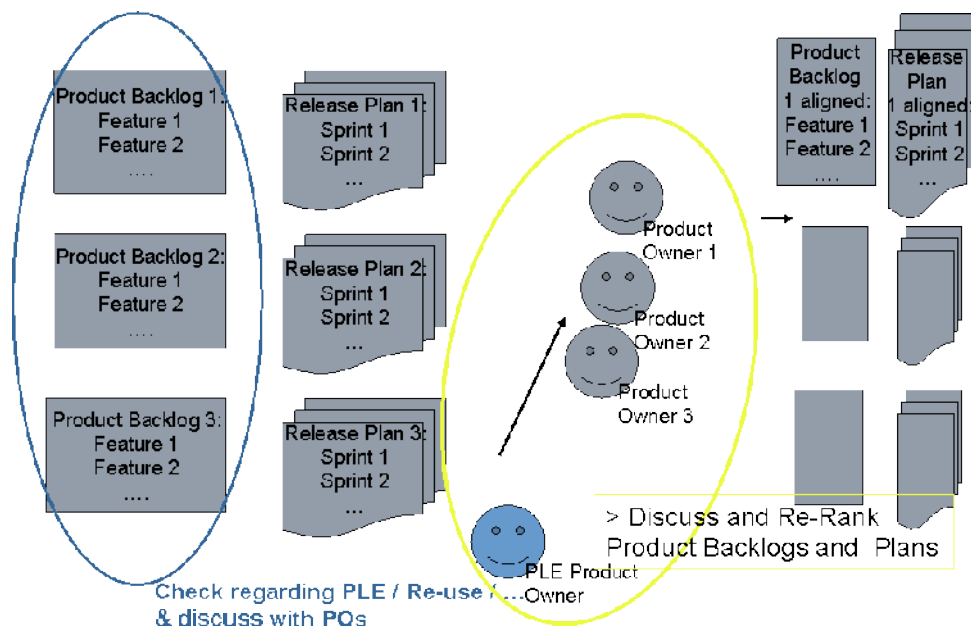 Product Backlog 1:
Feature 1
Feature 2
....
Release Plan 1:
Sprint 1
Sprint 2
...
Product Backlog 2:
Feature 1
Feature 2
....
Release Plan 2:
Sprint 1
Sprint 2
...
Product Backlog 3:
Feature 1
Feature 2
....
Release Plan 3:
Sprint 1
Sprint 2
...
Product
Owner 1
Product
Owner 2
Product
Owner 3
PLE Product
Owner
Check regarding PLE / Re-use / ...
& discuss with POs
> Discuss and Re-Rank
Product Backlogs and Plans
Product
Backlog
1 aligned:
Feature 1
Feature 2
....
Release
Plan
1 aligned:
Sprint 1
Sprint 2
...